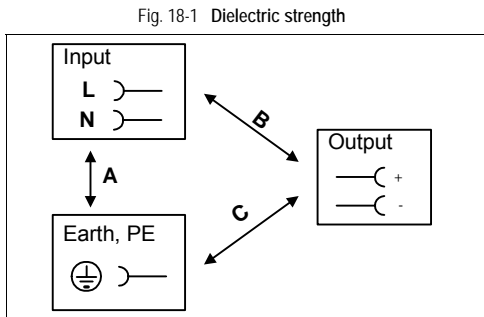 Fig. 18-1 Dielectric strength
Input
L
N
B
A
Output
+
-
C
Earth, PE